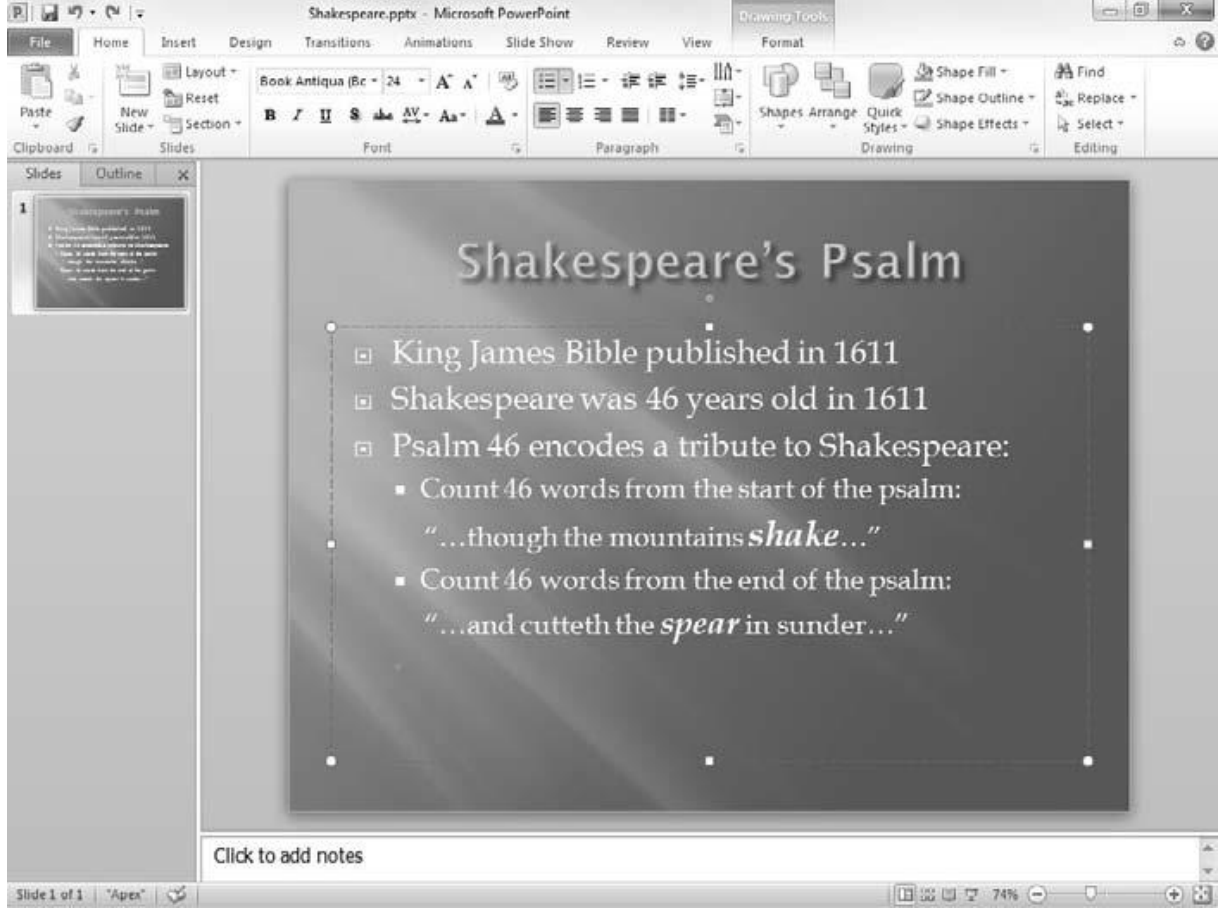 Shakespeare.pptx - Microsoft PowerPoint
Drawing Tools
File Home Insert Design Transitions Animations Slide Show Review View Format
Paste
New Slide
Layout
Reset
Section
Book Antiqua (Bc 24
B I U S abc AV Aa A
Shapes Arrange Quick Styles
Shape Fill
Shape Outline
Shape Effects
Find
Replace
Select
Clipboard Slides Font Paragraph Drawing Editing
Slides Outline
1
Shakespeare's Psalm
King James Bible published in 1611
Shakespeare was 46 years old in 1611
Psalm 46 encodes a tribute to Shakespeare:
Count 46 words from the start of the psalm:
"…though the mountains shake…"
Count 46 words from the end of the psalm:
"…and cutteth the spear in sunder…"
Click to add notes
Slide 1 of 1 "Apex" 74%